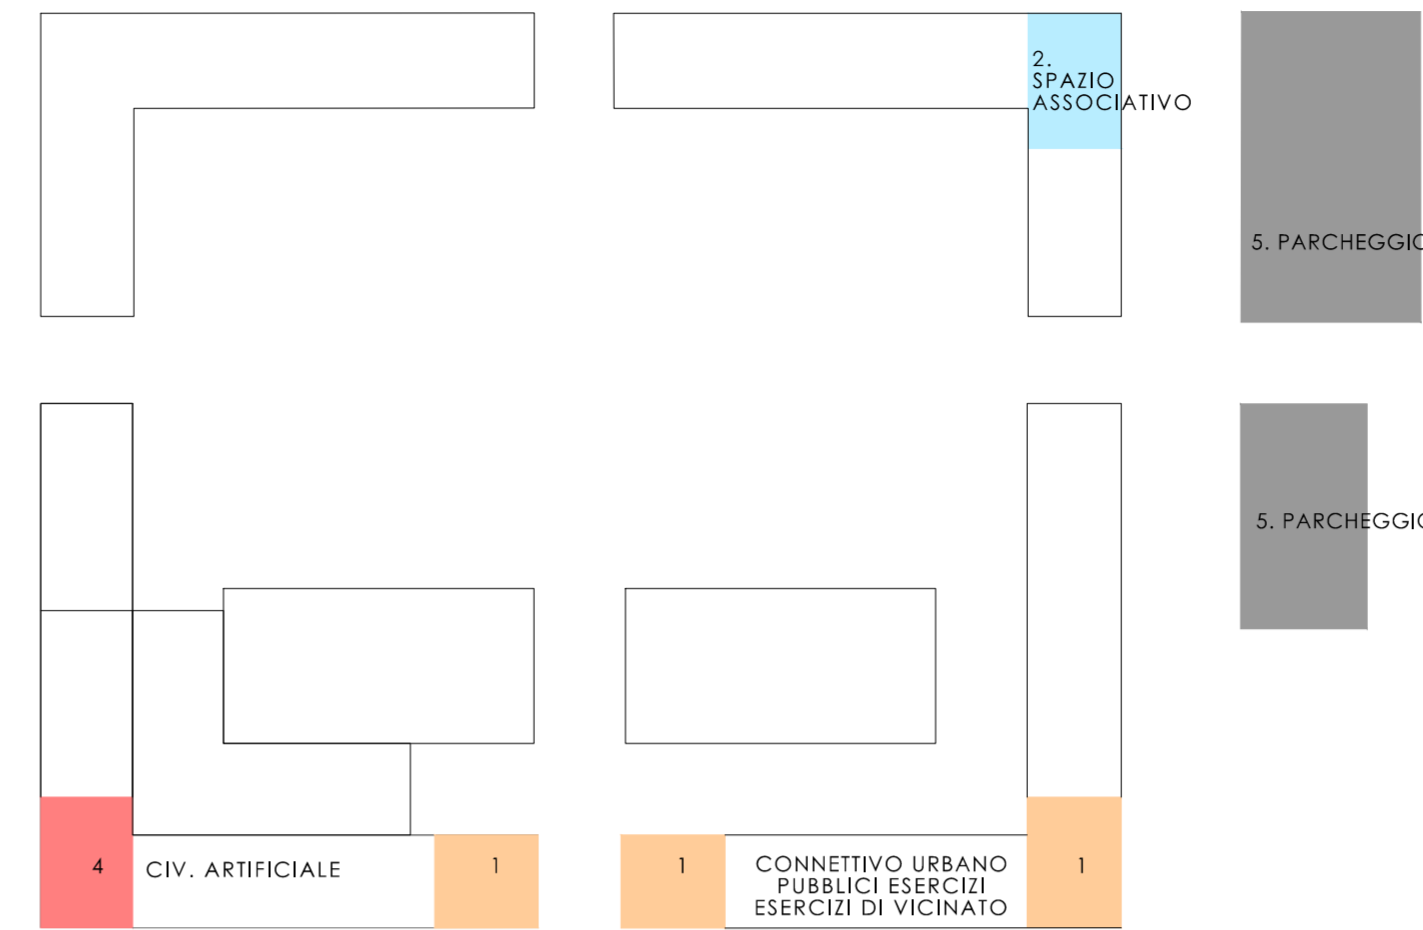 2.
SPAZIO
ASSOCIATIVO
5. PARCHEGGIO
5. PARCHEGGIO
4
CIV. ARTIFICIALE
1
1
CONNETTIVO URBANO
PUBBLICI ESERCIZI
ESERCIZI DI VICINATO
1